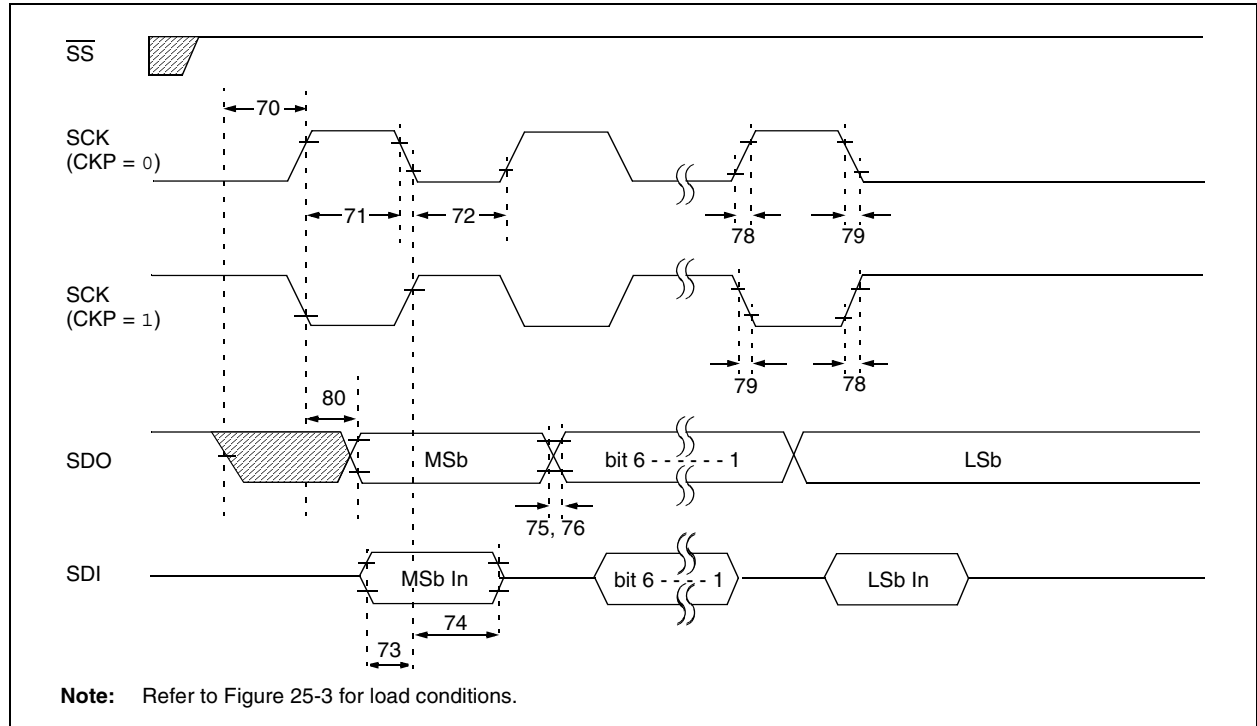 SS
70
SCK
(CKP = 0)
71
72
78
79
SCK
(CKP = 1)
79
78
80
SDO
MSb
bit 6 - - - - - - 1
LSb
75, 76
SDI
MSb In
bit 6 - - - - - 1
LSb In
74
73
Note: Refer to Figure 25-3 for load conditions.